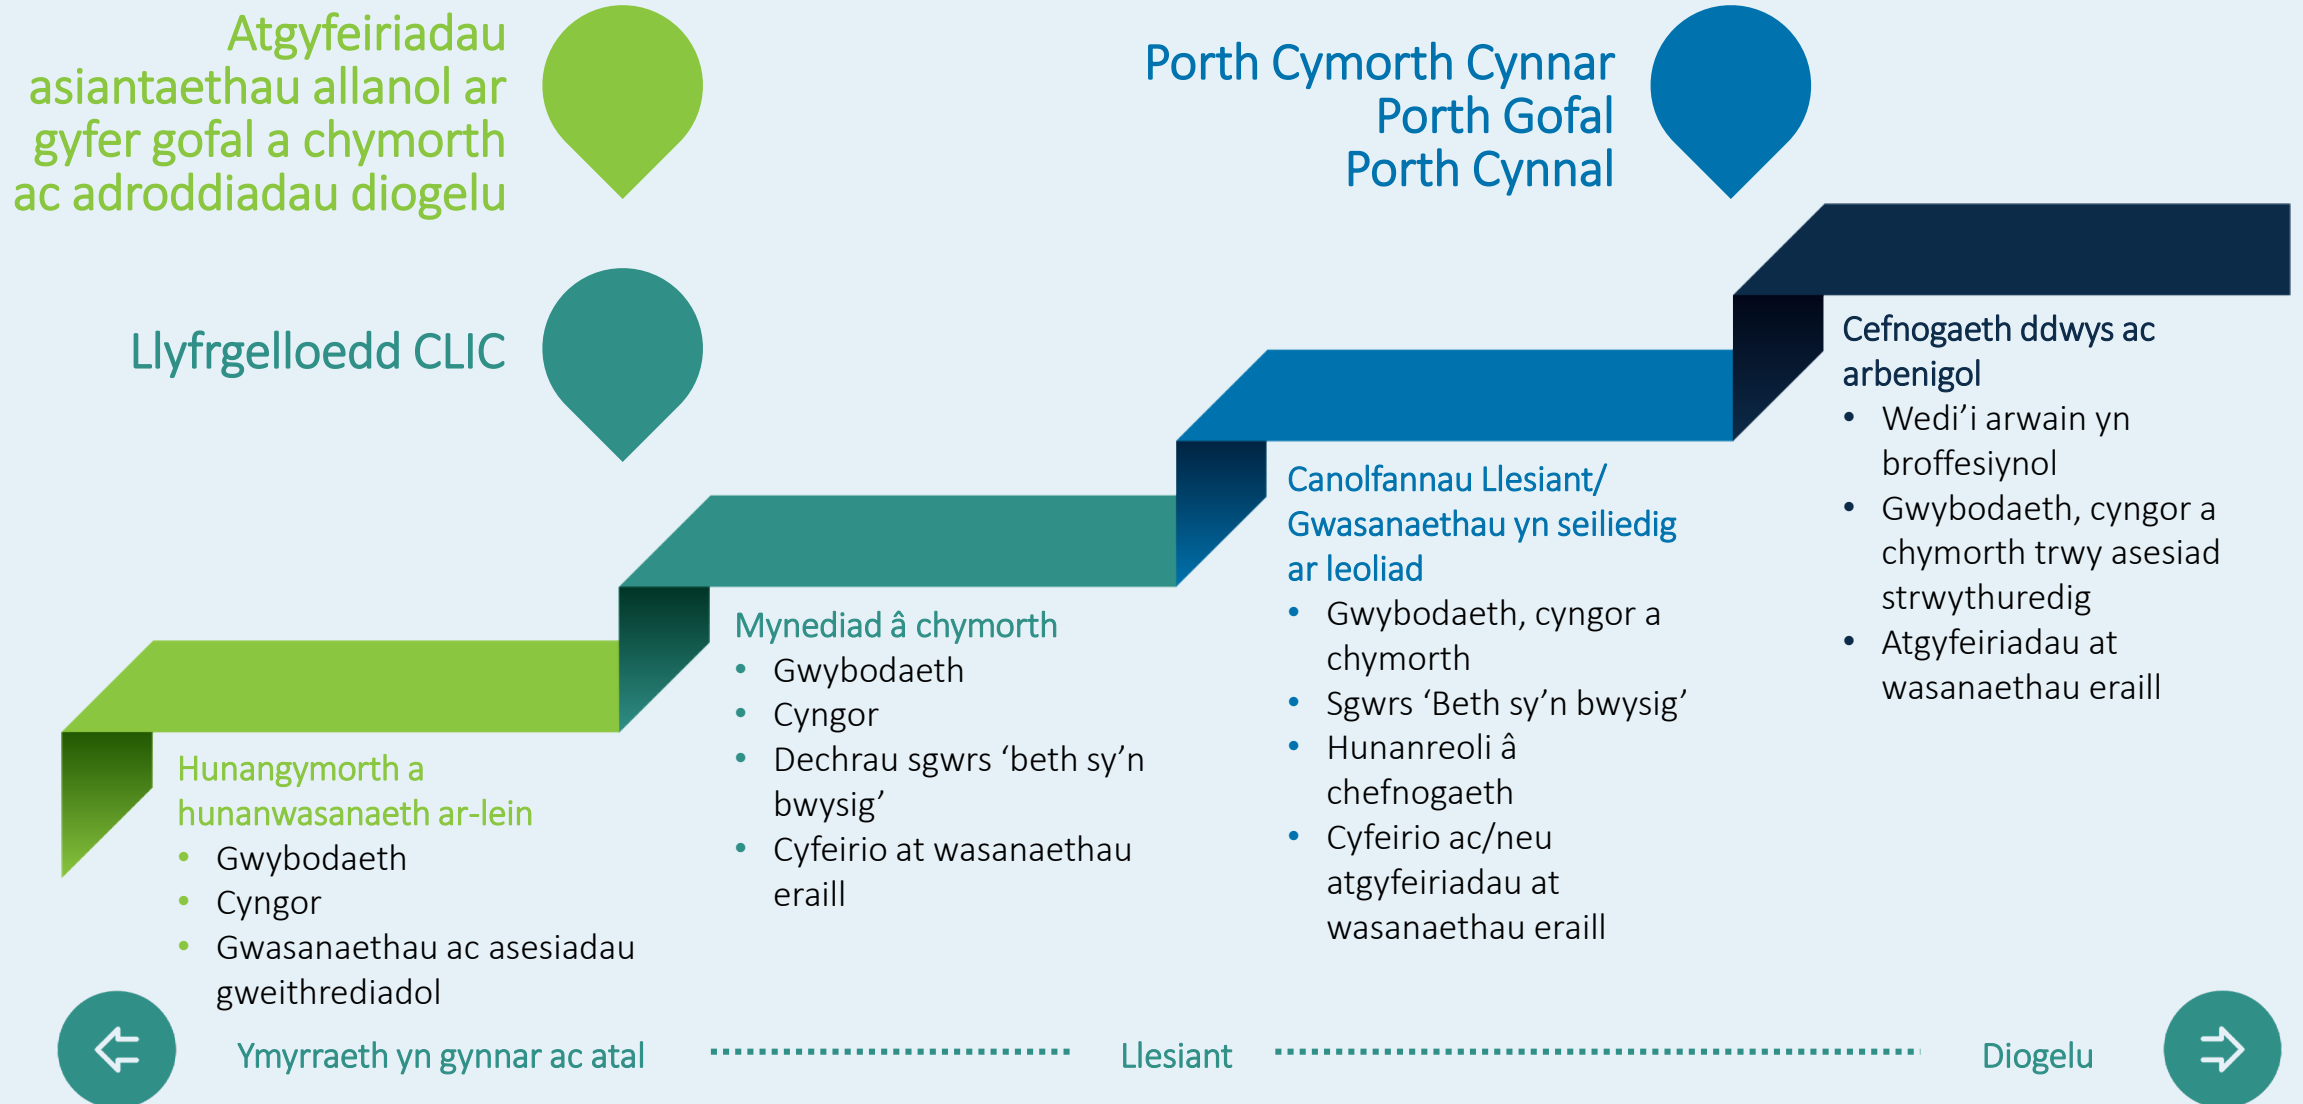 Atgyfeiriadau
asiantaethau allanol ar
gyfer gofal a chymorth
ac adroddiadau diogelu
Llyfrgelloedd CLIC
Porth Cymorth Cynnar
Porth Gofal
Porth Cynnal
Hunangymorth a
hunanwasanaeth ar-lein
• Gwybodaeth
• Cyngor
• Gwasanaethau ac asesiadau
gweithrediadol
Mynediad â chymorth
• Gwybodaeth
• Cyngor
• Dechrau sgwrs ‘beth sy’n
bwysig’
• Cyfeirio at wasanaethau
eraill
Canolfannau Llesiant/
Gwasanaethau yn seiliedig
ar leoliad
• Gwybodaeth, cyngor a
chymorth
• Sgwrs ‘Beth sy’n bwysig’
• Hunanreoli â
chefnogaeth
• Cyfeirio ac/neu
atgyfeiriadau at
wasanaethau eraill
Cefnogaeth ddwys ac
arbenigol
• Wedi’i arwain yn
broffesiynol
• Gwybodaeth, cyngor a
chymorth trwy asesiad
strwythuredig
• Atgyfeiriadau at
wasanaethau eraill
Ymyrraeth yn gynnar ac atal
Llesiant
Diogelu